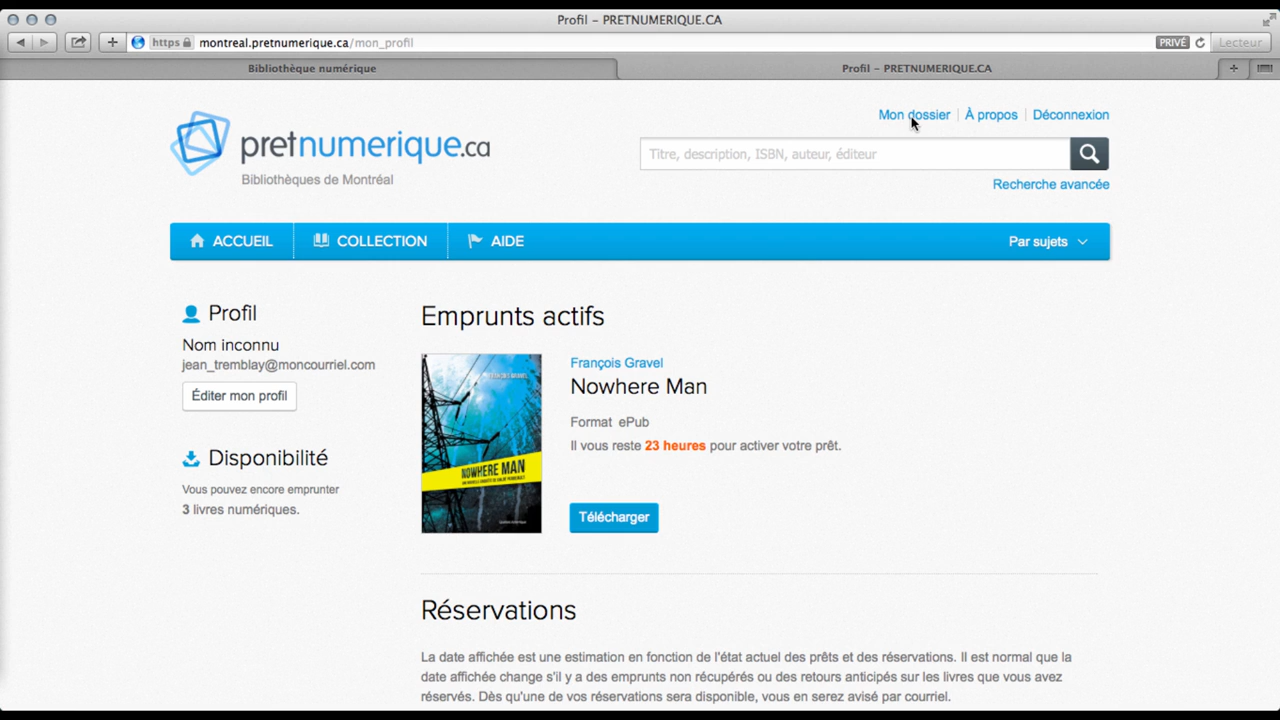 Profil – PRETNUMERIQUE.CA
https montreal.pretnumerique.ca/mon_profil PRIVÉ Lecteur
Bibliothèque numérique Profil – PRETNUMERIQUE.CA
Mon dossier À propos Déconnexion
pretnumerique.ca
Titre, description, ISBN, auteur, éditeur
Bibliothèques de Montréal
Recherche avancée
ACCUEIL COLLECTION AIDE Par sujets
Profil
Nom inconnu
jean_tremblay@moncourriel.com
Éditer mon profil
Disponibilité
Vous pouvez encore emprunter
3 livres numériques.
Emprunts actifs
FRANÇOIS GRAVEL
NOWHERE MAN
François Gravel
Nowhere Man
Format ePub
Il vous reste 23 heures pour activer votre prêt.
Télécharger
Réservations
La date affichée est une estimation en fonction de l'état actuel des prêts et des réservations. Il est normal que la
date affichée change s'il y a des emprunts non récupérés ou des retours anticipés sur les livres que vous avez
réservés. Dès qu'une de vos réservations sera disponible, vous en serez avisé par courriel.